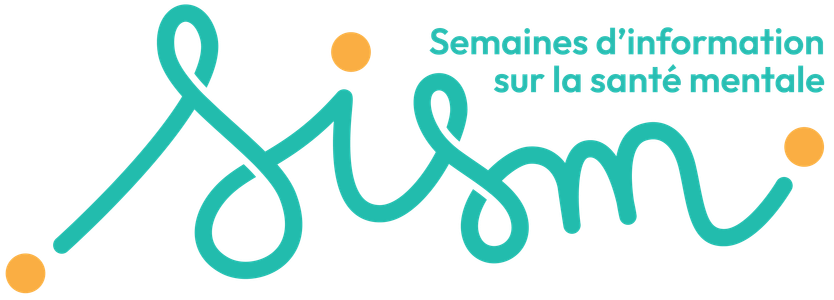 Semaines d'information
sur la santé mentale
sism